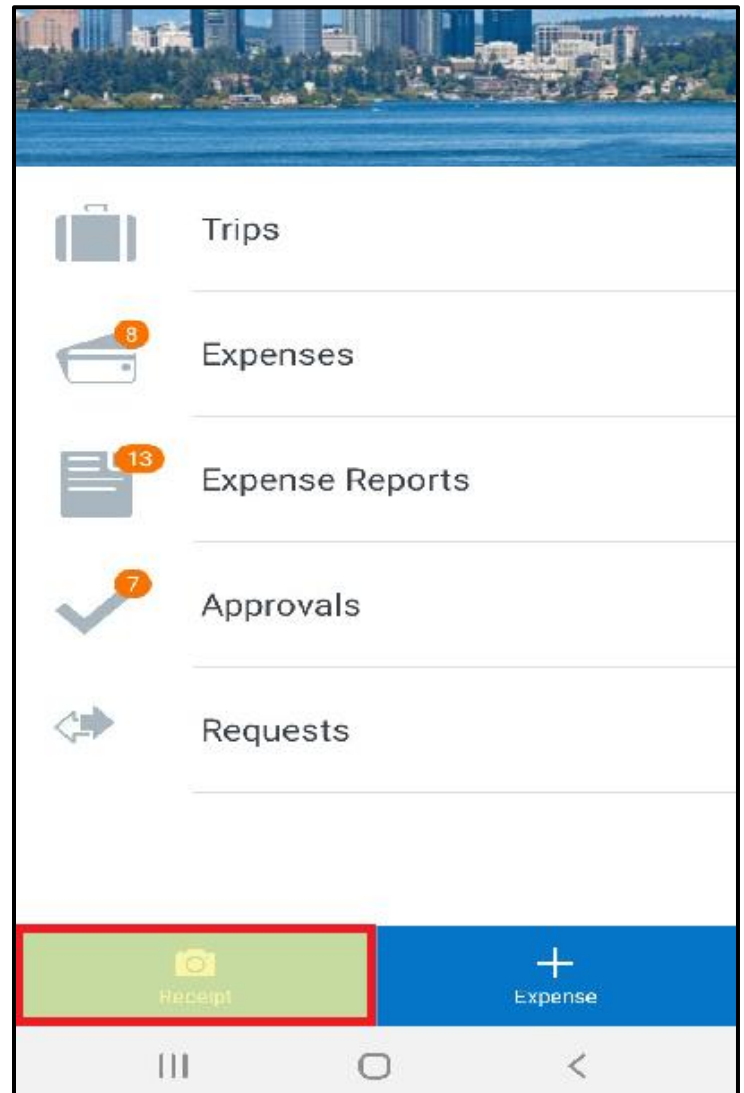 Trips
8
Expenses
13
Expense Reports
7
Approvals
Requests
Receipt
Expense